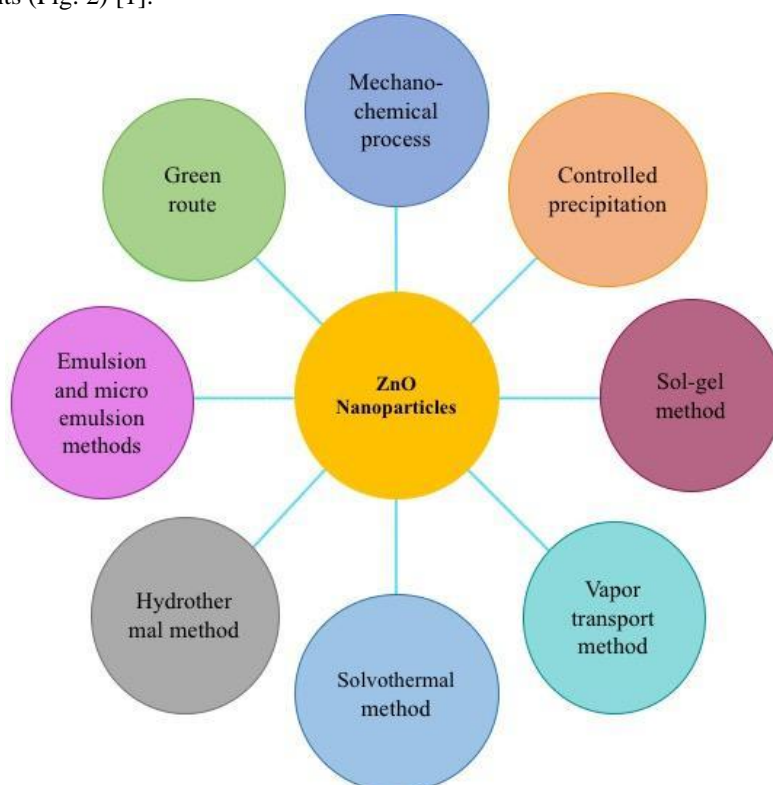 ts (Fig. 2) [1].
Mechano-
chemical
process
Green
route
Controlled
precipitation
Emulsion
and micro
emulsion
methods
ZnO
Nanoparticles
Sol-gel
method
Hydrother
mal method
Solvothermal
method
Vapor
transport
method